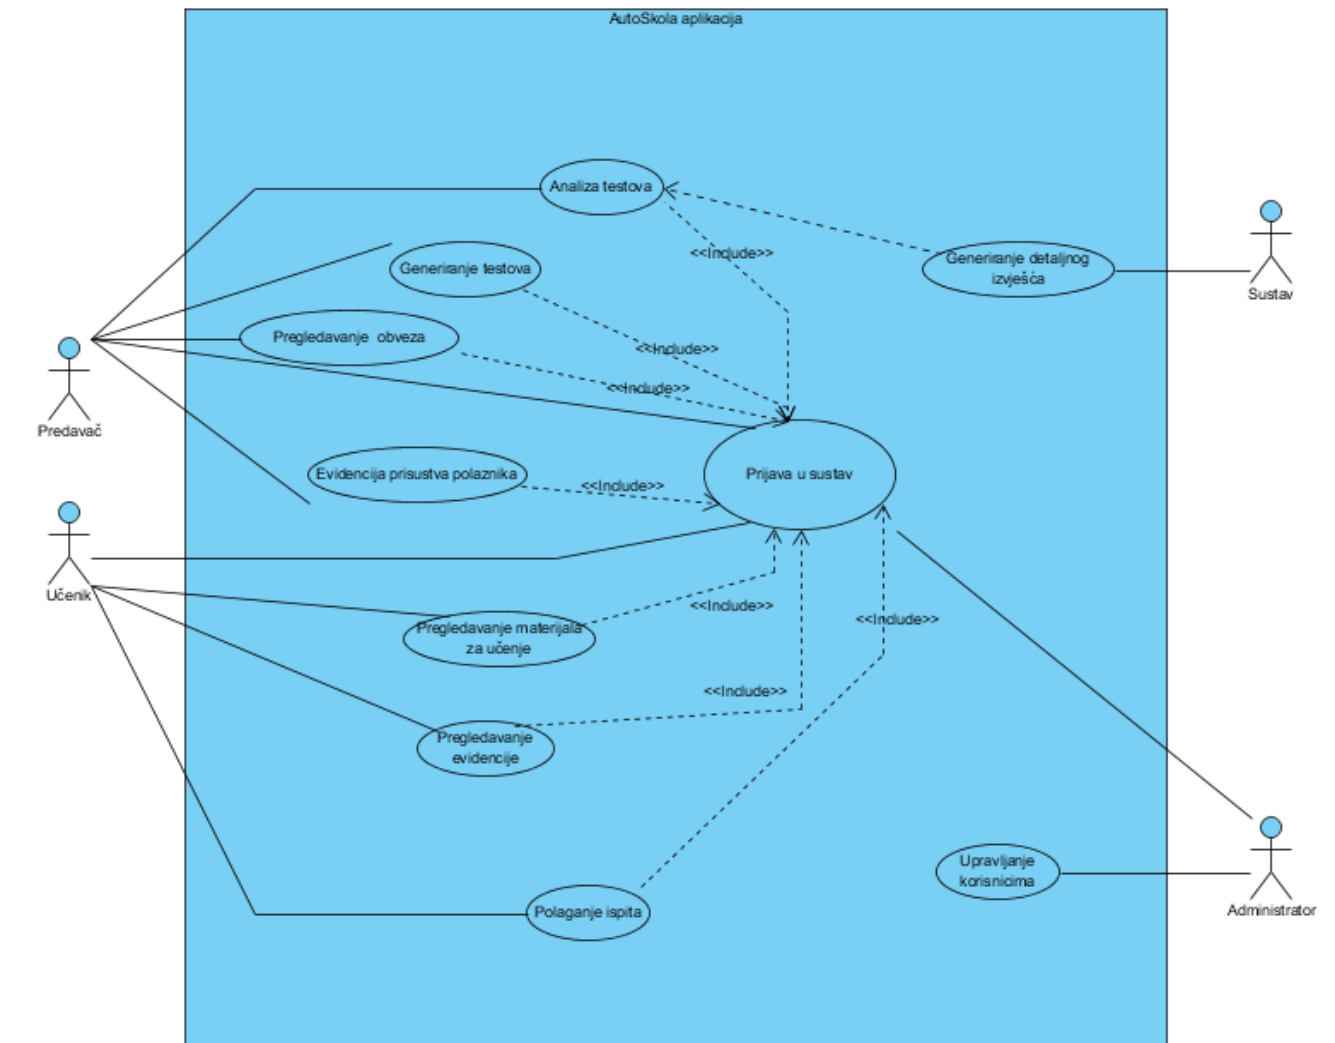 AutoSkola aplikacija
Analiza testova
<<Include>>
Generiranje testova
Generiranje detaljnog
izvješća
Sustav
Pregledavanje obveza
<<Include>>
<<Include>>
Predavač
Evidencija prisustva polaznika
<<Include>>
Prijava u sustav
Učenik
Pregledavanje materijala
za učenje
<<Include>>
<<Include>>
<<Include>>
Pregledavanje
evidencije
Upravljanje
korisnicima
Polaganje ispita
Administrator